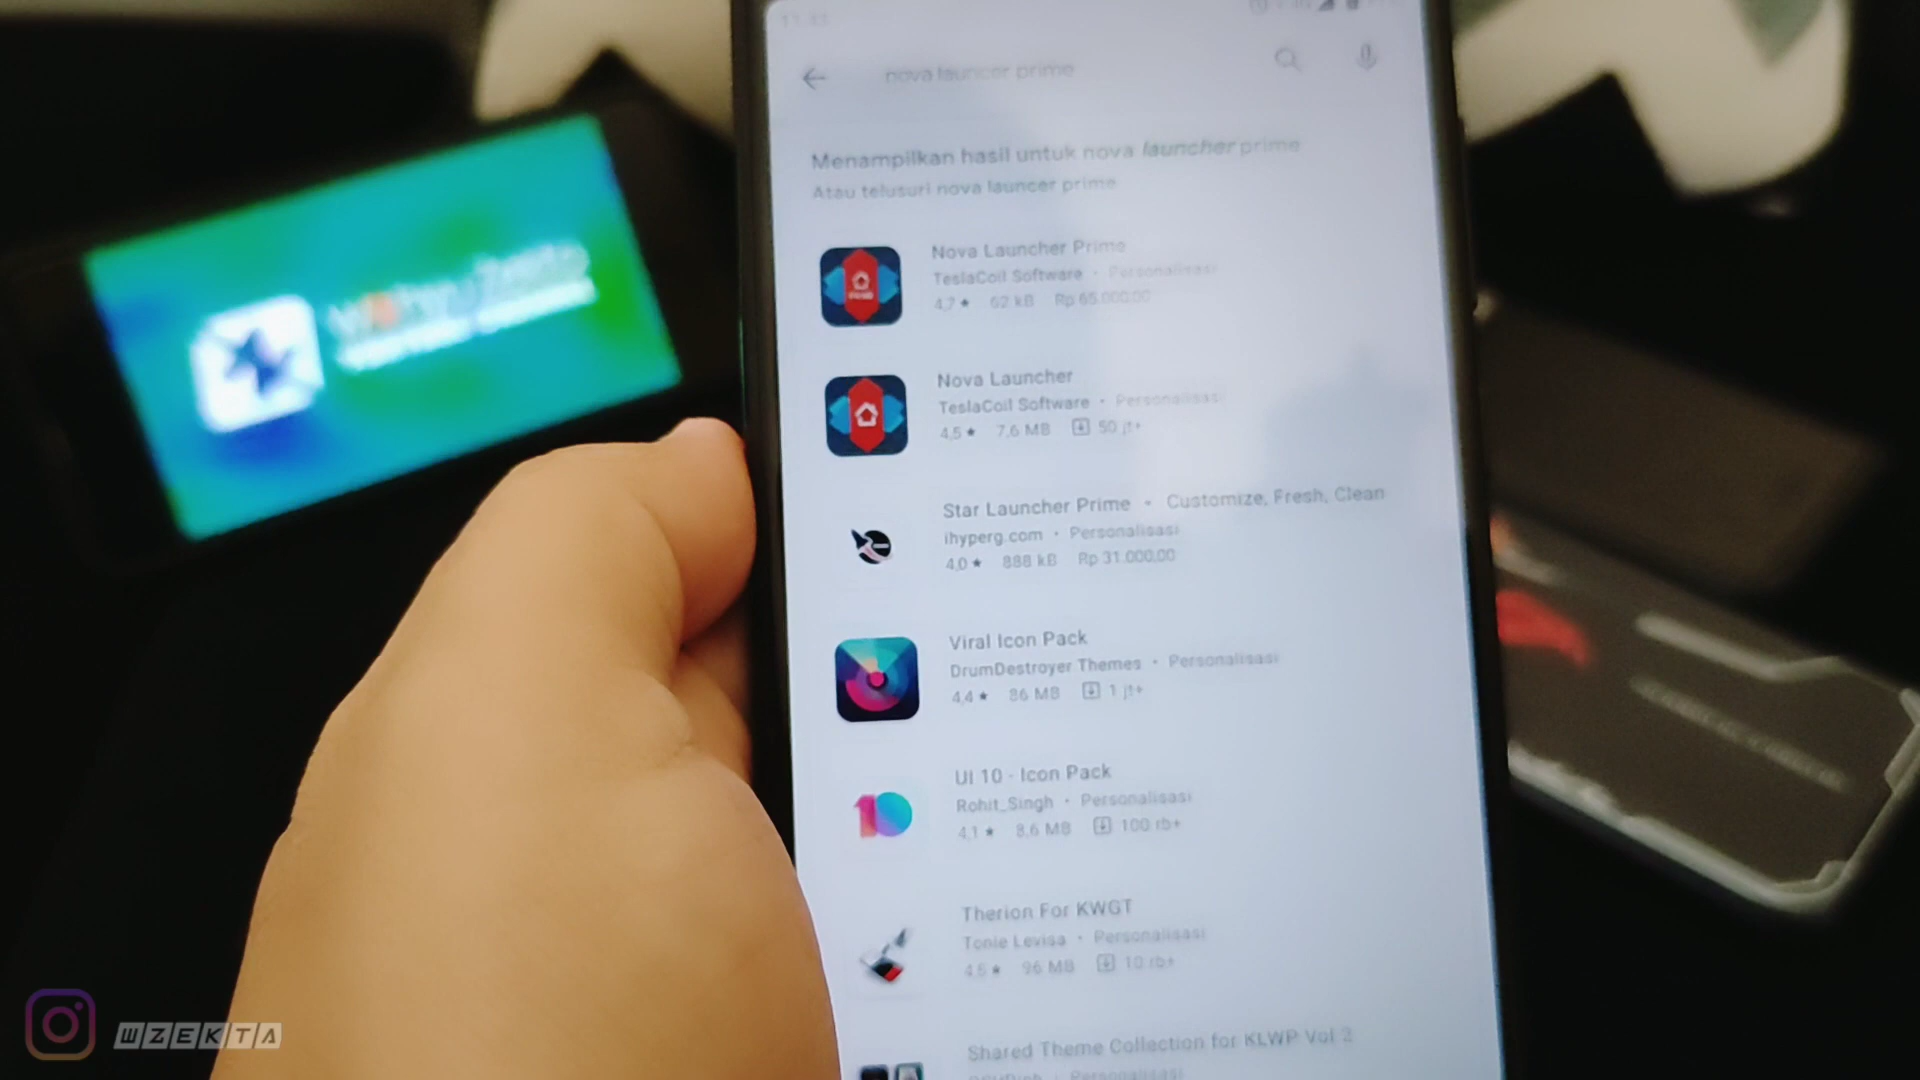 nova launcer prime
Menampilkan hasil untuk nova launcher prime
Atau telusuri nova launcer prime
Nova Launcher Prime
TeslaCoil Software • Personalisasi
4,7 ★ 62 kB Rp 65.000,00
Nova Launcher
TeslaCoil Software • Personalisasi
4,5 ★ 7,6 MB 50 jt+
Star Launcher Prime • Customize, Fresh, Clean
ihyperg.com • Personalisasi
4,0 ★ 888 kB Rp 31.000,00
Viral Icon Pack
DrumDestroyer Themes • Personalisasi
4,4 ★ 86 MB 1 jt+
UI 10 - Icon Pack
Rohit_Singh • Personalisasi
4,1 ★ 8,6 MB 100 rb+
Therion For KWGT
Tonie Levisa • Personalisasi
4,5 ★ 96 MB 10 rb+
Shared Theme Collection for KLWP Vol 3
Personalisasi
WZEKTA